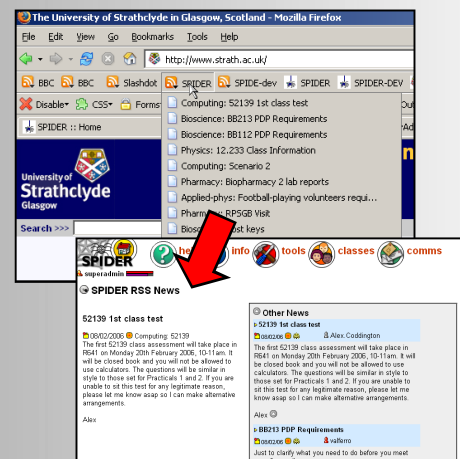 The University of Strathclyde in Glasgow, Scotland - Mozilla Firefox
File Edit View Go Bookmarks Tools Help
http://www.strath.ac.uk/
BBC BBC Slashdot SPIDER SPIDE-dev SPIDER SPIDER-DEV
Disable CSS Forms
SPIDER :: Home
Computing: 52139 1st class test
Bioscience: BB213 PDP Requirements
Bioscience: BB112 PDP Requirements
Physics: 12.233 Class Information
Computing: Scenario 2
Pharmacy: Biopharmacy 2 lab reports
Applied-phys: Football-playing volunteers requi...
RPSGB Visit
ost keys
University of
Strathclyde
Glasgow
Search >>>
SPIDER
he info tools classes comms
superadmin
SPIDER RSS News
52139 1st class test
08/02/2006 Computing: 52139
The first 52139 class assessment will take place in
R641 on Monday 20th February 2006, 10-11am. It
will be closed book and you will not be allowed to
use calculators. The questions will be similar in
style to those set for Practicals 1 and 2. If you are
unable to sit this test for any legitimate reason,
please let me know asap so I can make alternative
arrangements.
Alex
Other News
52139 1st class test
08/02/06 Alex. Coddington
The first 52139 class assessment will take place in
R641 on Monday 20th February 2006, 10-11am. It will
be closed book and you will not be allowed to use
calculators. The questions will be similar in style to
those set for Practicals 1 and 2. If you are unable to
sit this test for any legitimate reason, please let me
know asap so I can make alternative arrangements.
Alex
BB213 PDP Requirements
08/02/06 valferro
Just to clarify what you need to do before you meet